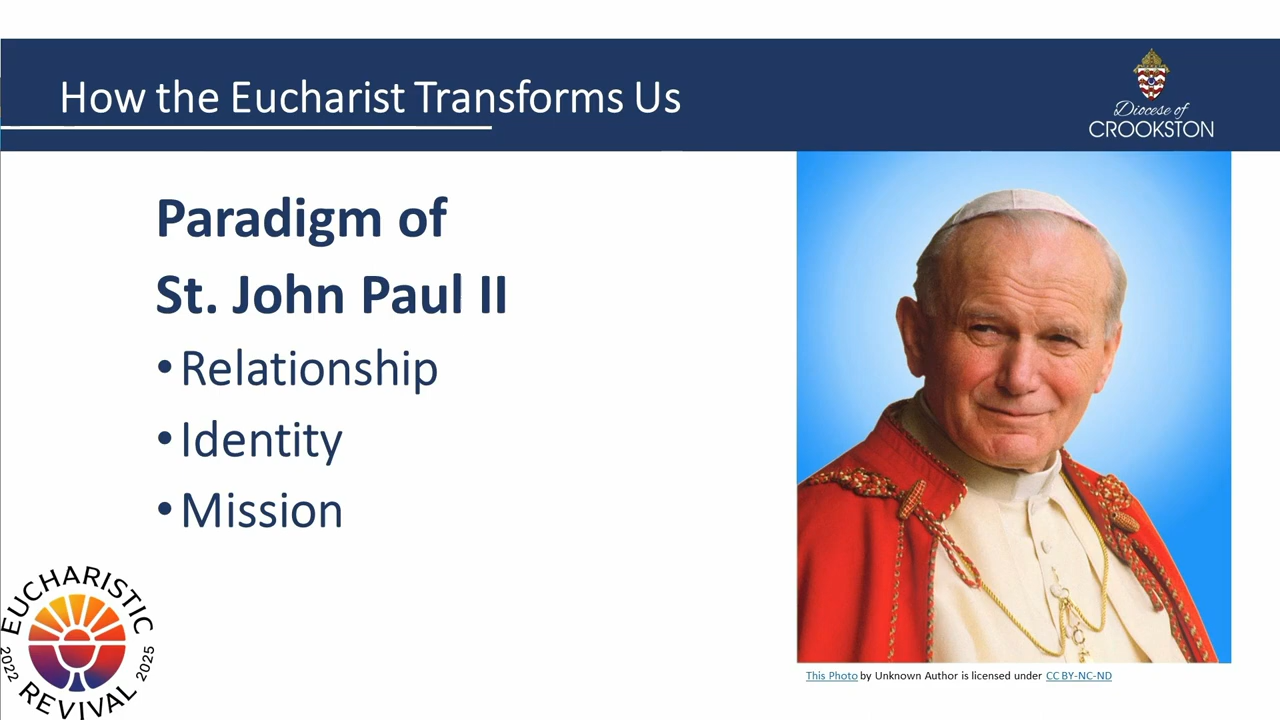 How the Eucharist Transforms Us
Diocese of
CROOKSTON
Paradigm of
St. John Paul II
•Relationship
•Identity
•Mission
EUCHARISTIC
2022
2025
REVIVAL
This Photo by Unknown Author is licensed under CC BY-NC-ND